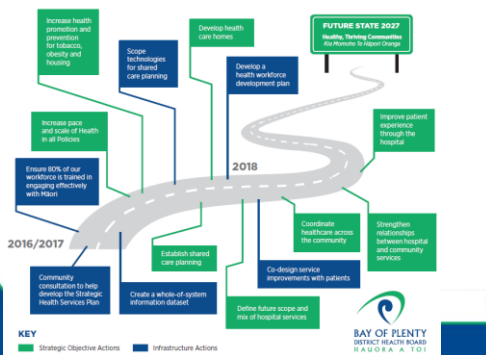 Increase health
promotion and
prevention
for tobacco,
obesity and
housing
Scope
technologies
for shared
care planning
Develop health
care homes
Develop a
health workforce
development plan
FUTURE STATE 2027
Healthy, Thriving Communities
Kia Momoho Te Hāpori Oranga
Increase pace
and scale of Health
in all Policies
Improve patient
experience
through the
hospital
Ensure 80% of our
workforce is trained in
engaging effectively
with Māori
2018
2016/2017
Community
consultation to help
develop the Strategic
Health Services Plan
Create a whole-of-system
information dataset
Establish shared
care planning
Define future scope and
mix of hospital services
Co-design service
improvements with patients
Coordinate
healthcare across
the community
Strengthen
relationships
between hospital
and community
services
KEY
Strategic Objective Actions
Infrastructure Actions
BAY OF PLENTY
DISTRICT HEALTH BOARD
HAUORA A TOI